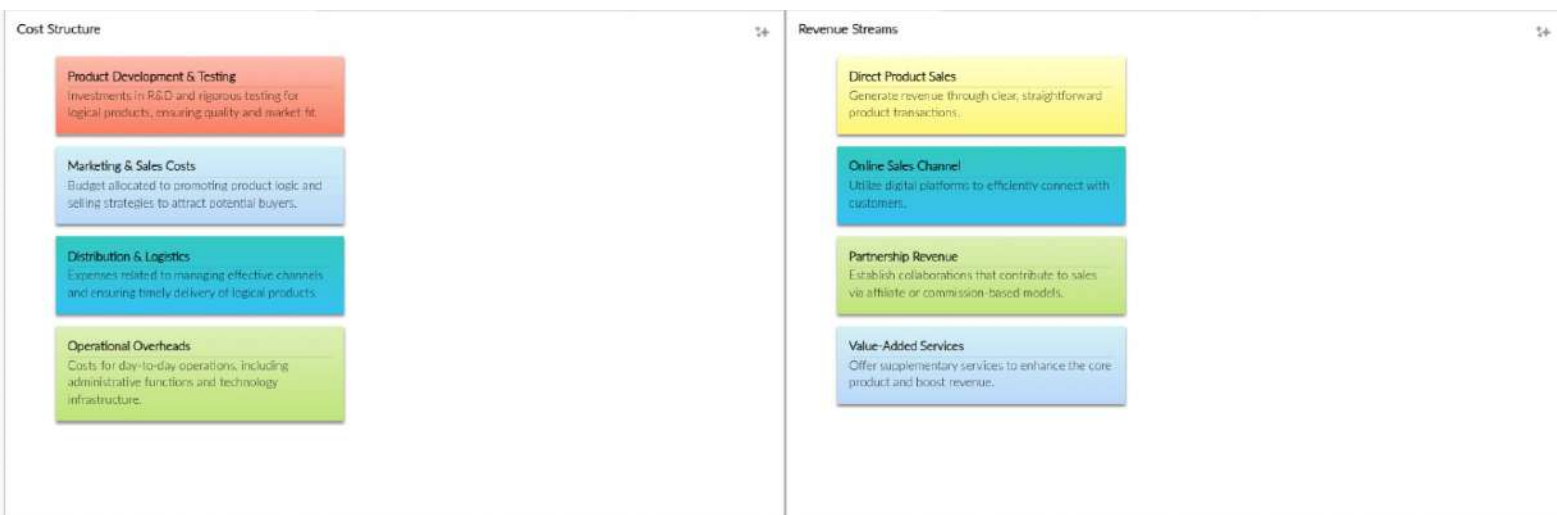 Cost Structure
Product Development & Testing
Investments in R&D and rigorous testing for
logical products, ensuring quality and market fit.
Marketing & Sales Costs
Budget allocated to promoting product logic and
selling strategies to attract potential buyers.
Distribution & Logistics
Expenses related to managing effective channels
and ensuring timely delivery of logical products.
Operational Overheads
Costs for day-to-day operations, including
administrative functions and technology
infrastructure.
Revenue Streams
Direct Product Sales
Generate revenue through clear, straightforward
product transactions.
Online Sales Channel
Utilize digital platforms to efficiently connect with
customers.
Partnership Revenue
Establish collaborations that contribute to sales
via affiliate or commission-based models.
Value-Added Services
Offer supplementary services to enhance the core
product and boost revenue.